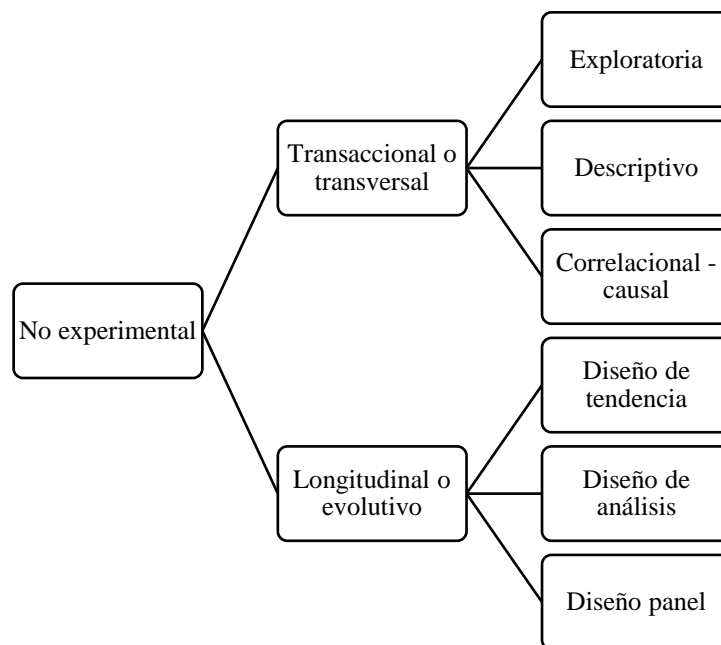 Exploratoria
Transaccional o
transversal
Descriptivo
Correlacional -
causal
No experimental
Diseño de
tendencia
Longitudinal o
evolutivo
Diseño de
análisis
Diseño panel